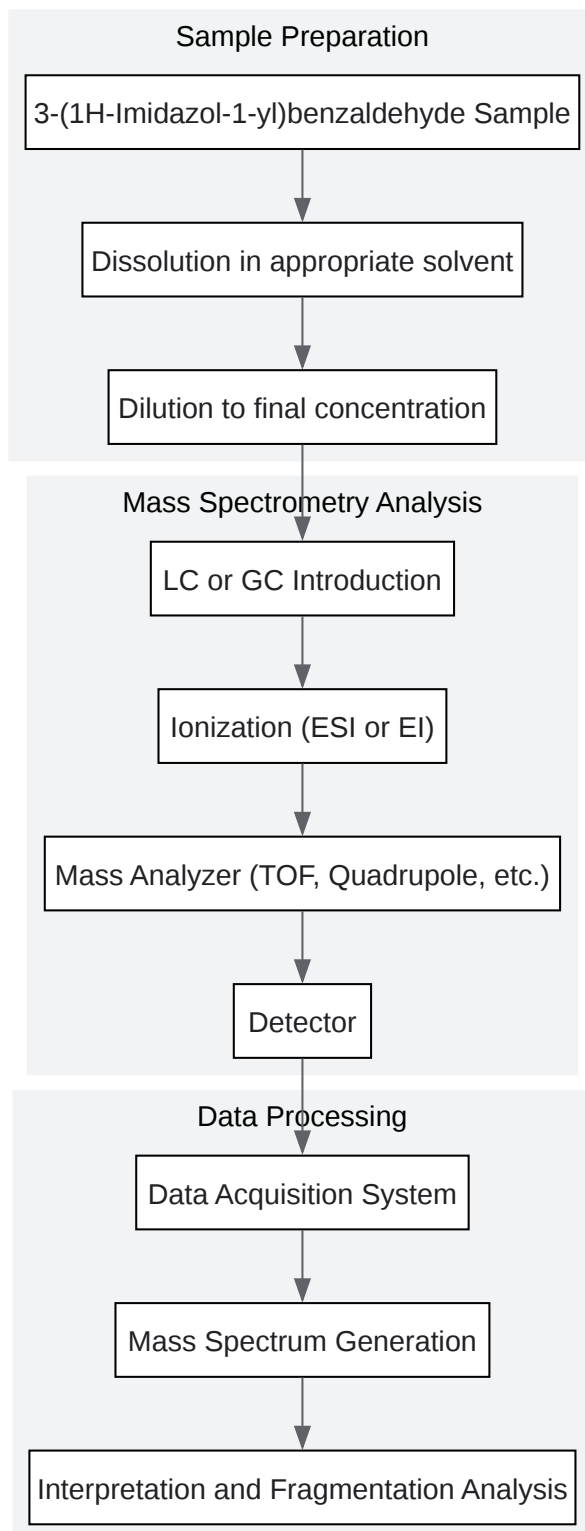 Sample Preparation
3-(1H-Imidazol-1-yl)benzaldehyde Sample
Dissolution in appropriate solvent
Dilution to final concentration
Mass Spectrometry Analysis
LC or GC Introduction
Ionization (ESI or EI)
Mass Analyzer (TOF, Quadrupole, etc.)
Detector
Data Processing
Data Acquisition System
Mass Spectrum Generation
Interpretation and Fragmentation Analysis